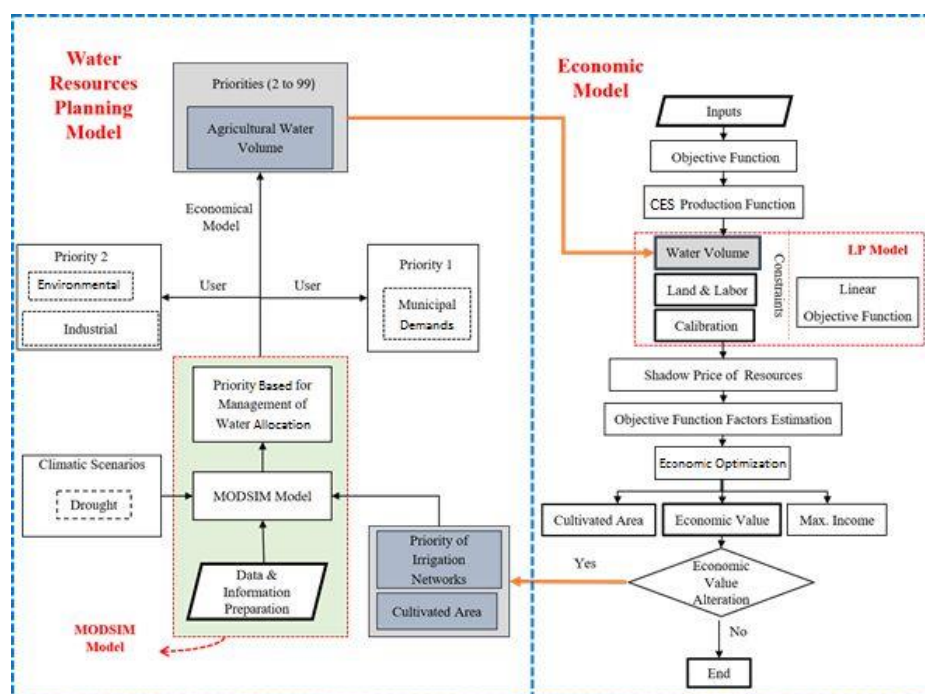 Water
Resources
Planning
Model
Priorities (2 to 99)
Agricultural Water
Volume
Economical
Model
Priority 2
Environmental
Industrial
User
User
Priority 1
Municipal
Demands
Priority Based for
Management of
Water Allocation
Climatic Scenarios
Drought
MODSIM Model
Data &
Information
Preparation
Priority of
Irrigation
Networks
Cultivated Area
MODSIM
Model
Economic
Model
Inputs
Objective Function
CES Production Function
Water Volume
Land & Labor
Calibration
Constraints
LP Model
Linear
Objective Function
Shadow Price of Resources
Objective Function Factors Estimation
Economic Optimization
Cultivated Area
Economic Value
Max. Income
Economic
Value
Alteration
Yes
No
End